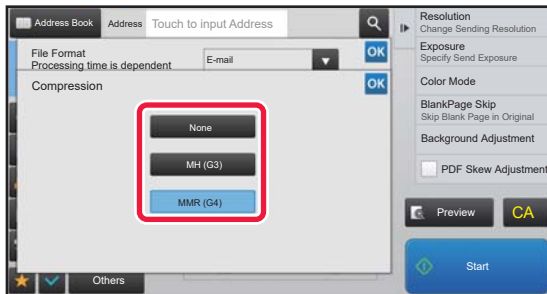 Address Book
Address
Touch to input Address
File Format
Processing time is dependent
E-mail
OK
Compression
OK
None
MH (G3)
MMR (G4)
Others
Resolution
Change Sending Resolution
Exposure
Specify Send Exposure
Color Mode
BlankPage Skip
Skip Blank Page in Original
Background Adjustment
PDF Skew Adjustment
Preview
CA
Start